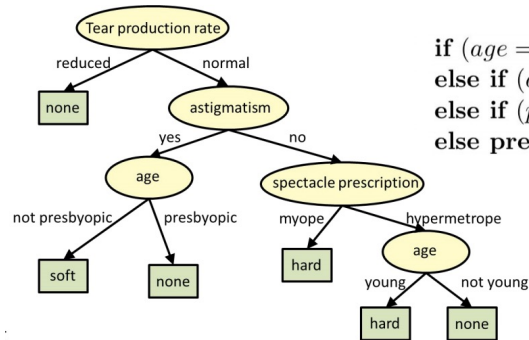 Tear production rate
if (age =
reduced
normal
else if (
none
astigmatism
else if (
else
yes
no
age
spectacle prescription
not presbyopic
presbyopic
myope
hypermetrope
soft
none
hard
age
young
not young
hard
none